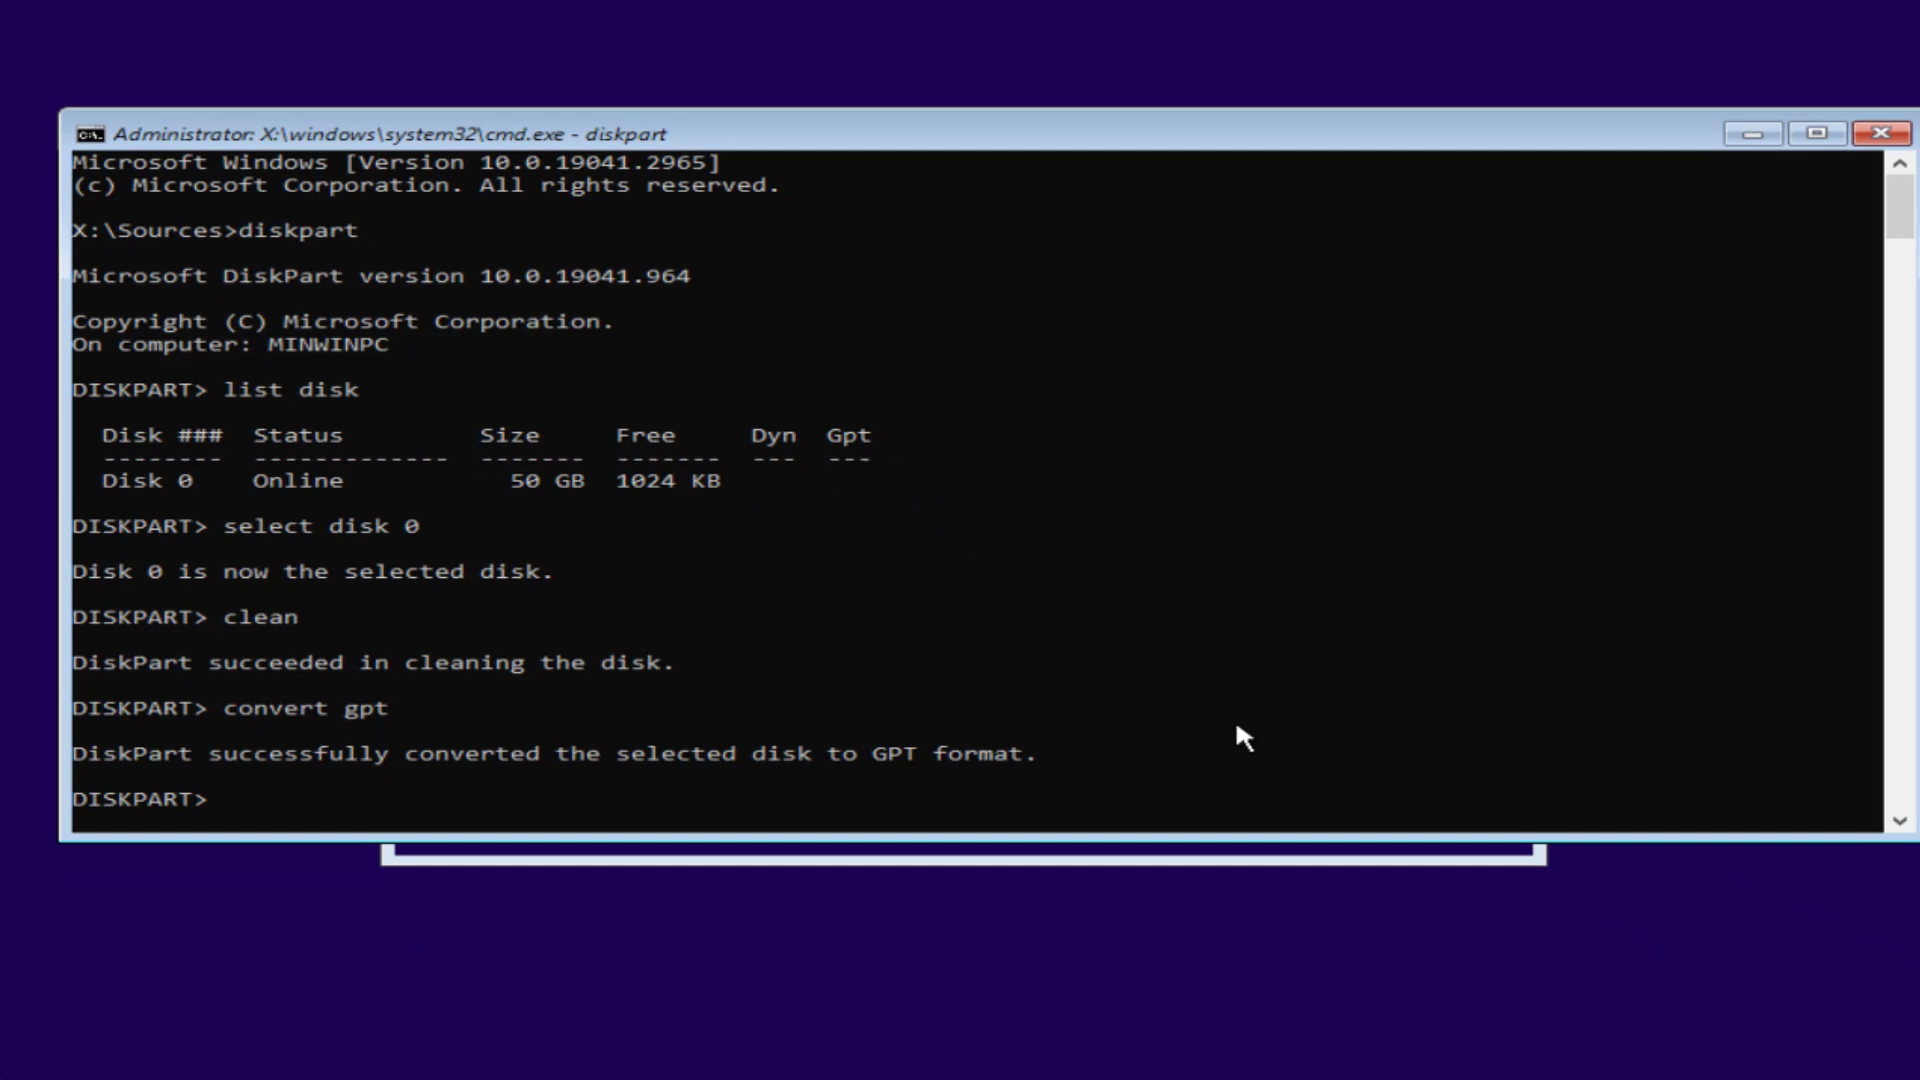 Administrator: X:\windows\system32\cmd.exe - diskpart
Microsoft Windows [Version 10.0.19041.2965]
(c) Microsoft Corporation. All rights reserved.
X:\Sources>diskpart
Microsoft DiskPart version 10.0.19041.964
Copyright (C) Microsoft Corporation.
On computer: MINWINPC
DISKPART> list disk
  Disk ###  Status         Size     Free     Dyn  Gpt
  --------  -------------  -------  -------  ---  ---
  Disk 0    Online           50 GB  1024 KB
DISKPART> select disk 0
Disk 0 is now the selected disk.
DISKPART> clean
DiskPart succeeded in cleaning the disk.
DISKPART> convert gpt
DiskPart successfully converted the selected disk to GPT format.
DISKPART>